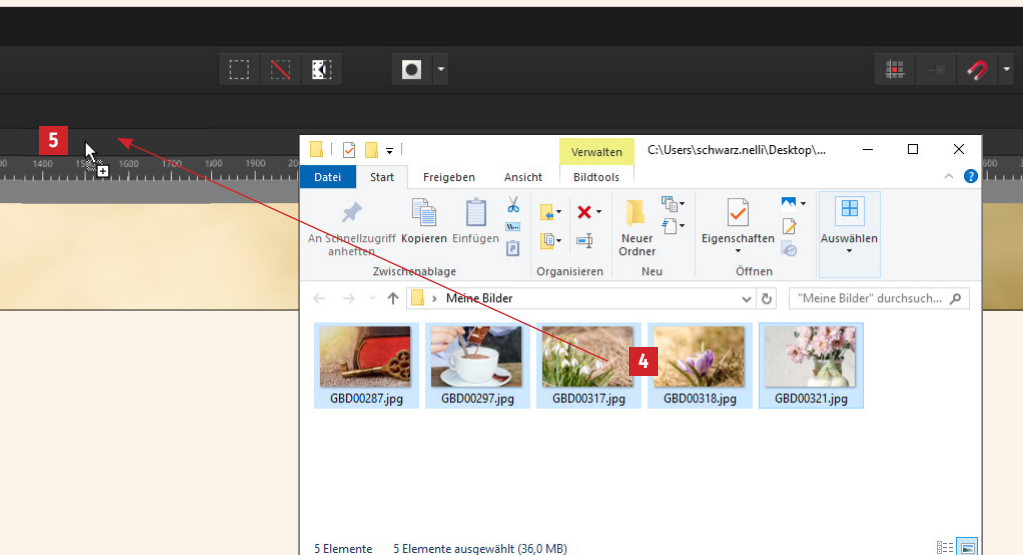 5
1400 1600 1700 1800 1900
Verwalten C:\Users\schwarz.nelli\Desktop\...
Datei Start Freigeben Ansicht Bildtools
An Schnellzugriff anheften Kopieren Einfügen Neuer Ordner Eigenschaften Auswählen
Zwischenablage Organisieren Neu Öffnen
Meine Bilder "Meine Bilder" durchsuch...
4
GBD00287.jpg GBD00297.jpg GBD00317.jpg GBD00318.jpg GBD00321.jpg
5 Elemente 5 Elemente ausgewählt (36,0 MB)